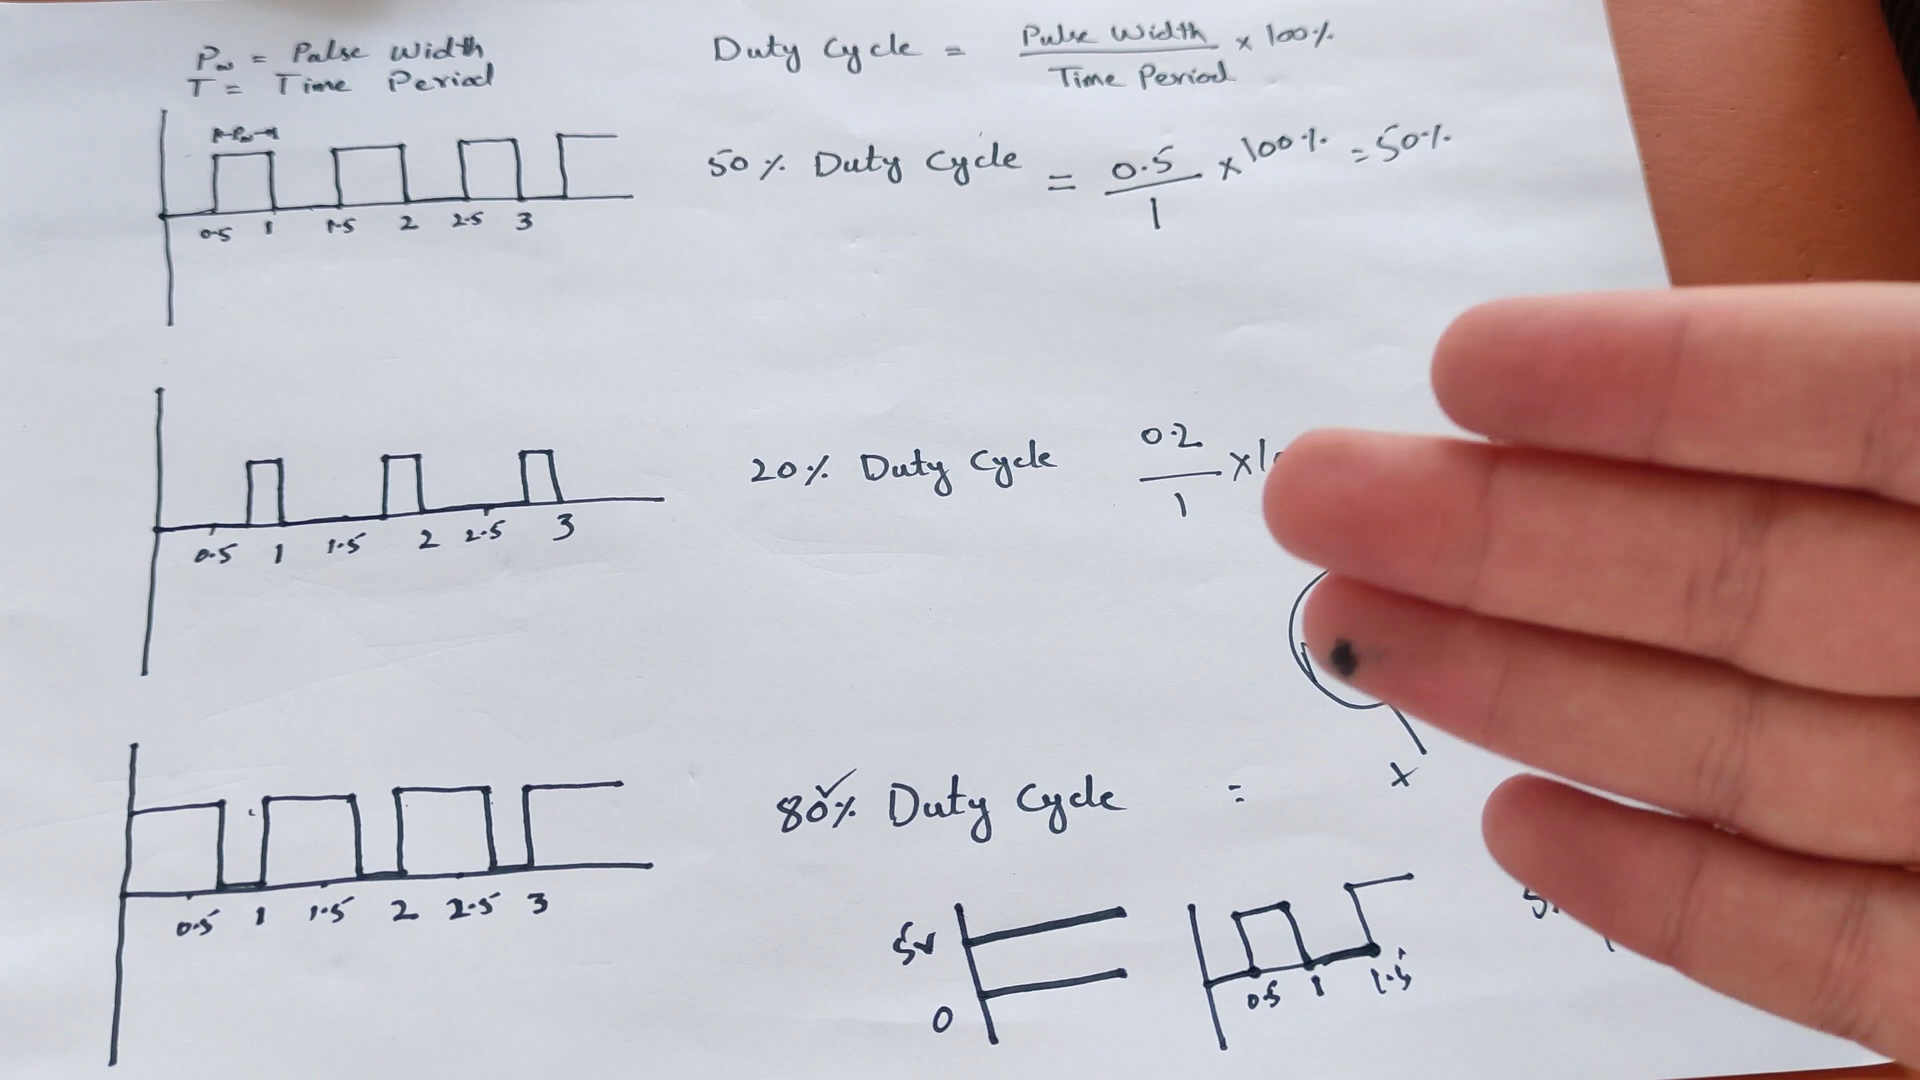 Pw = Pulse Width
T = Time Period
Duty Cycle = Pulse Width / Time Period × 100%
Pw
0.5 1 1.5 2 2.5 3
50% Duty Cycle = 0.5 / 1 × 100% = 50%
20% Duty Cycle 0.2 / 1 ×1
0.5 1 1.5 2 2.5 3
80% Duty Cycle =
0.5 1 1.5 2 2.5 3
5v
0
0.5 1 1.5